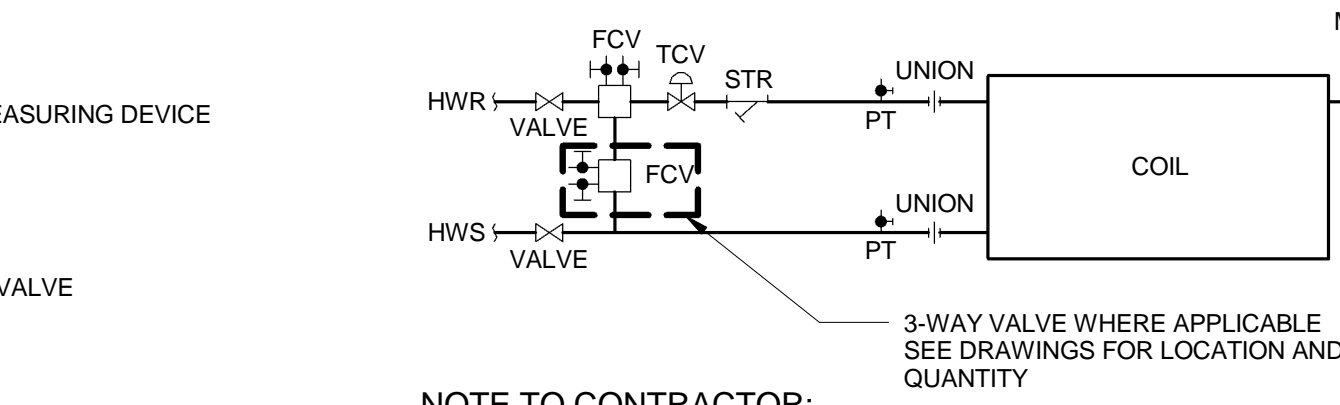 M
FCV
TCV
STR
UNION
EASURING DEVICE
HWR
VALVE
PT
FCV
COIL
UNION
HWS
VALVE
PT
VALVE
3-WAY VALVE WHERE APPLICABLE
SEE DRAWINGS FOR LOCATION AND
QUANTITY
NOTE TO CONTRACTOR: